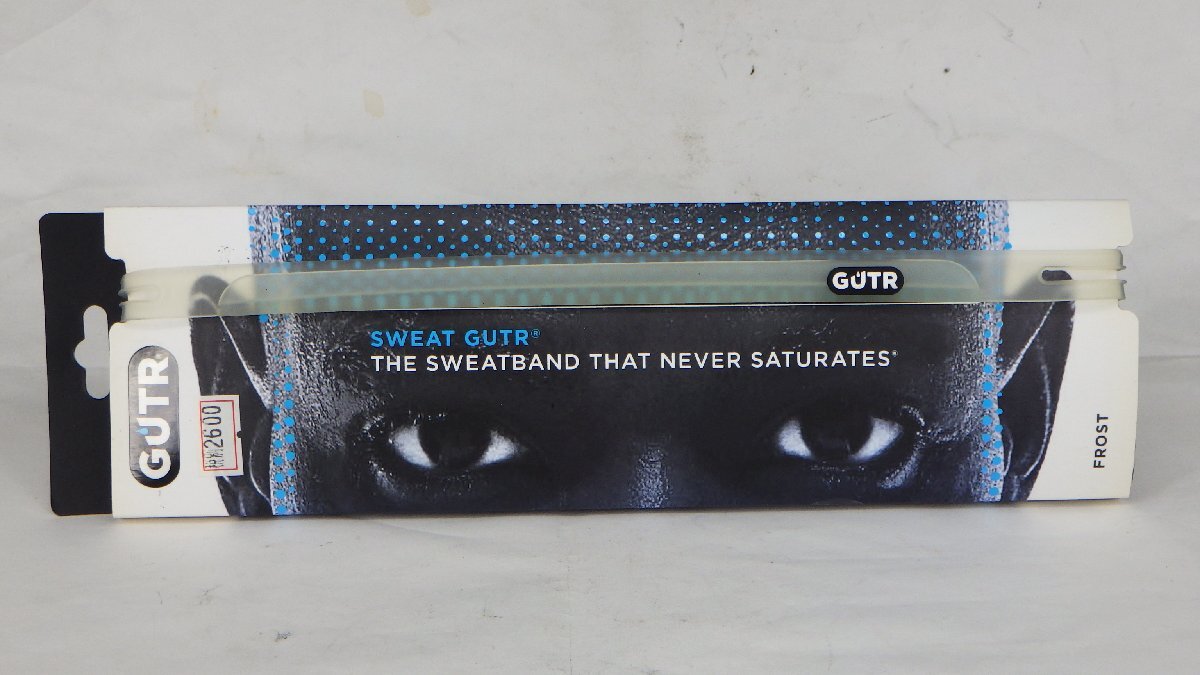 GUTR
SWEAT GUTR®
THE SWEATBAND THAT NEVER SATURATES®
GUTR
2600
FROST